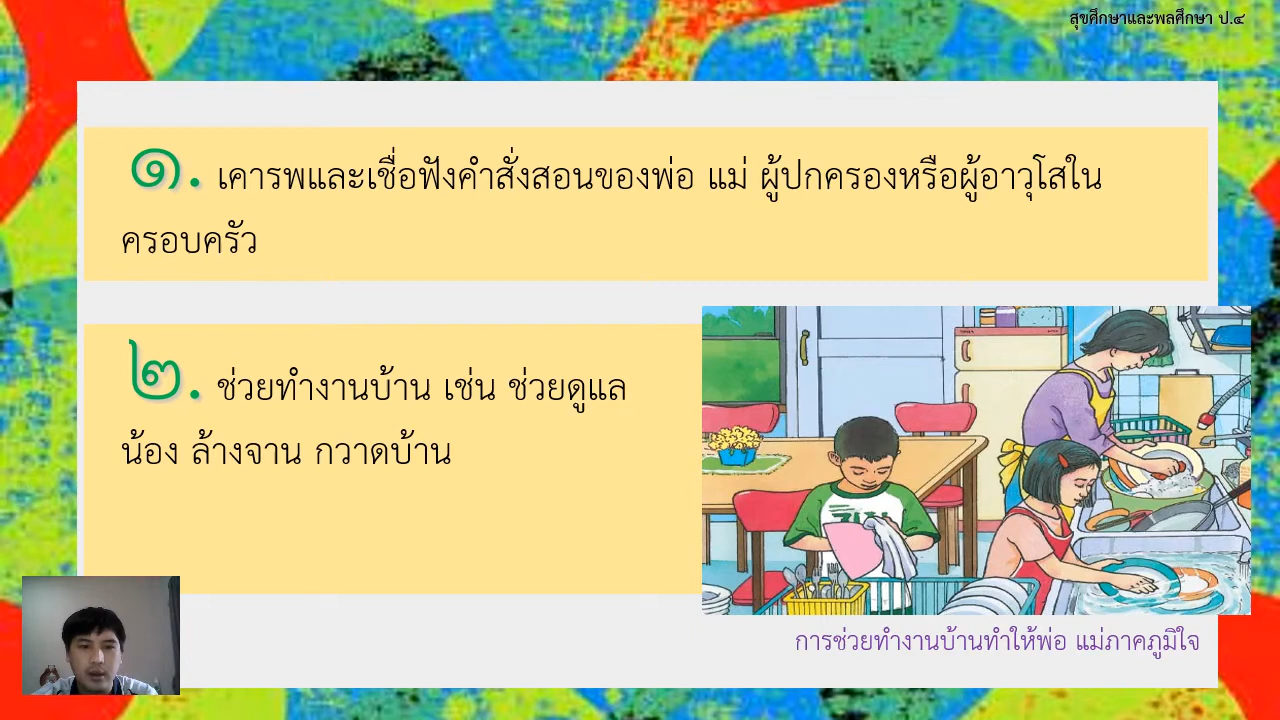 สุขศึกษาและพลศึกษา ป.๔
๑. เคารพและเชื่อฟังคำสั่งสอนของพ่อ แม่ ผู้ปกครองหรือผู้อาวุโสใน
ครอบครัว
๒. ช่วยทำงานบ้าน เช่น ช่วยดูแล
น้อง ล้างจาน กวาดบ้าน
การช่วยทำงานบ้านทำให้พ่อ แม่ภาคภูมิใจ